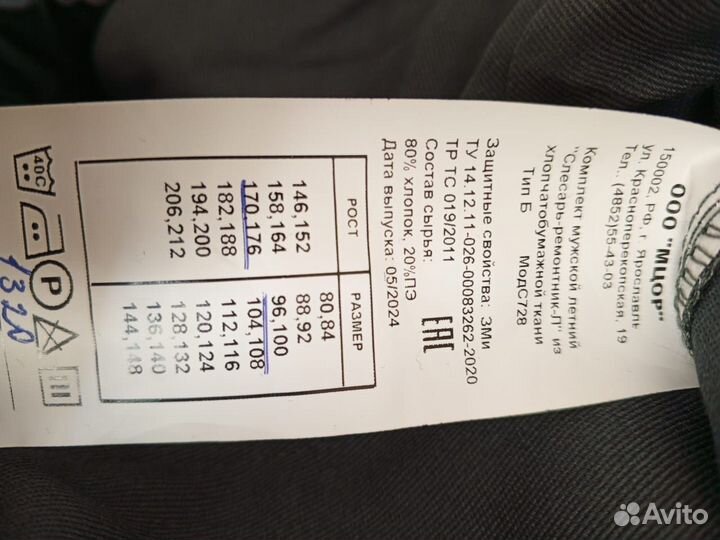 ООО "МЦОР"
150002,РФ, г Ярославль
ул. Красноперекопская, 19
Тел.. (4852)55-43-03
Комплект мужской летний
"Слесарь-ремонтник-Л" из
хлопчатобумажной ткани
Тип Б МодС728
Защитные свойства: ЗМи
ТУ 14.12.11-026-00083262-2020
ТР ТС 019/2011
Состав сырья:
80% хлопок, 20%ПЭ
Дата выпуска: 05/2024
ЕАС
РОСТ РАЗМЕР
146,152 80,84
158,164 88,92
170,176 96,100
182,188 104,108
194,200 112,116
206,212 120,124
128,132
136,140
144,148
40С
P
1320
Avito